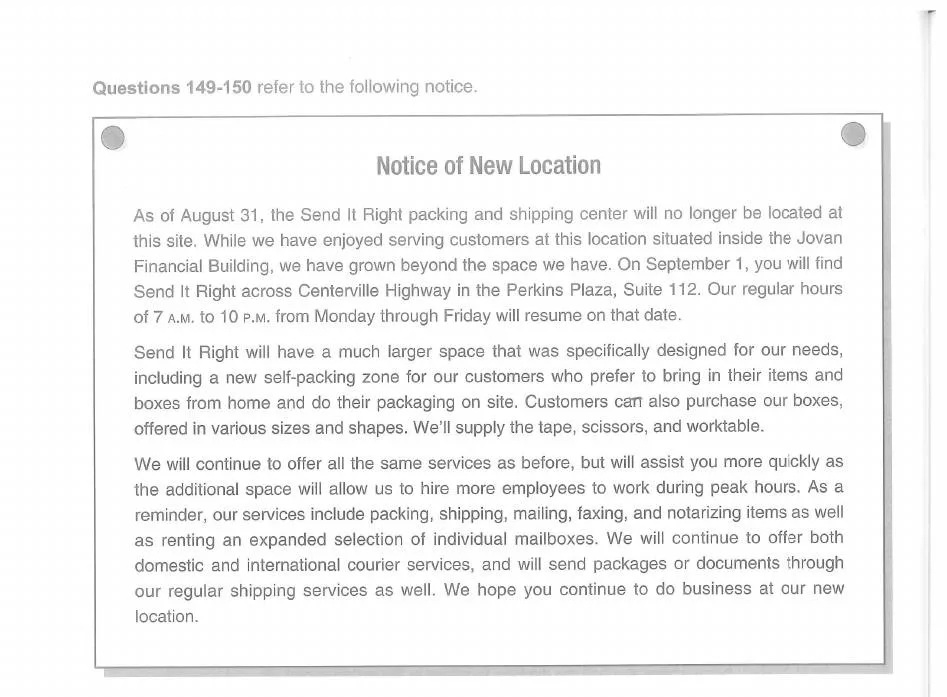 Questions 149-150 refer to the following notice.
Notice of New Location
As of August 31, the Send It Right packing and shipping center will no longer be located at
this site. While we have enjoyed serving customers at this location situated inside the Jovan
Financial Building, we have grown beyond the space we have. On September 1, you will find
Send It Right across Centerville Highway in the Perkins Plaza, Suite 112. Our regular hours
of 7 A.M. to 10 P.M. from Monday through Friday will resume on that date.
Send It Right will have a much larger space that was specifically designed for our needs,
including a new self-packing zone for our customers who prefer to bring in their items and
boxes from home and do their packaging on site. Customers can also purchase our boxes,
offered in various sizes and shapes. We'll supply the tape, scissors, and worktable.
We will continue to offer all the same services as before, but will assist you more quickly as
the additional space will allow us to hire more employees to work during peak hours. As a
reminder, our services include packing, shipping, mailing, faxing, and notarizing items as well
as renting an expanded selection of individual mailboxes. We will continue to offer both
domestic and international courier services, and will send packages or documents through
our regular shipping services as well. We hope you continue to do business at our new
location.